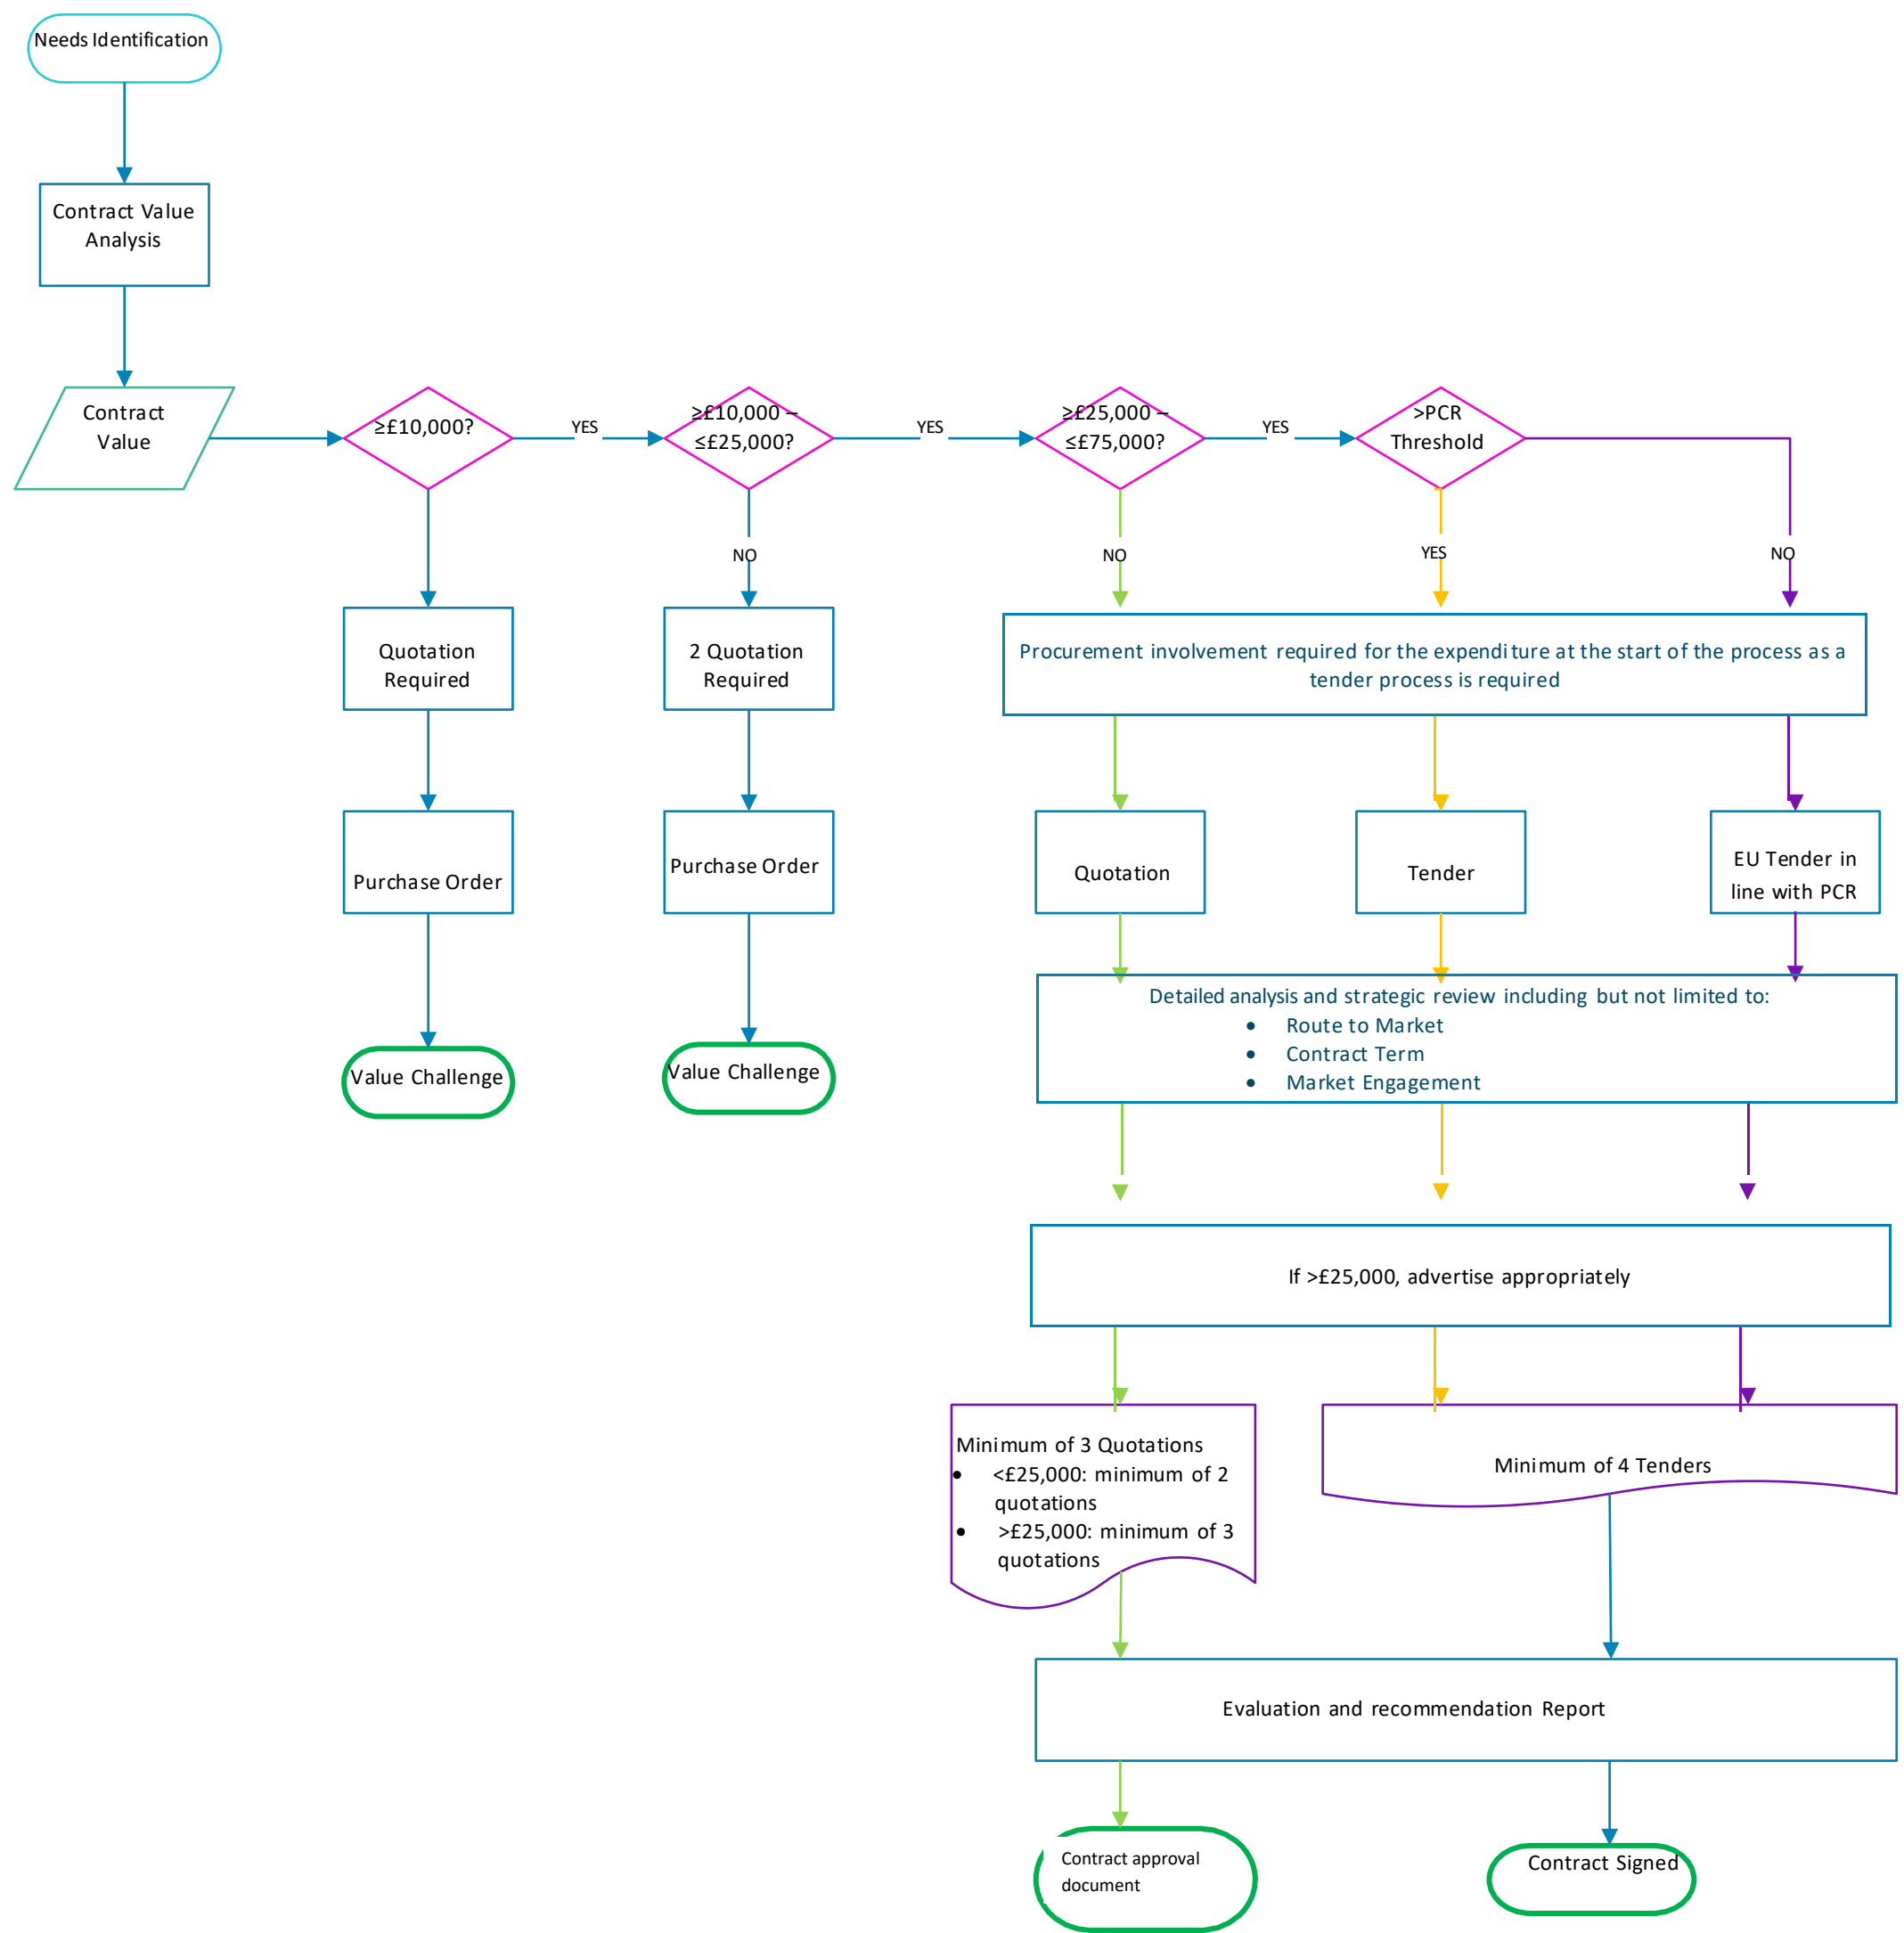 Needs Identification
Contract Value
Analysis
Contract
Value
≥£10,000?
YES
≥£10,000 –
≤£25,000?
YES
≥£25,000 –
≤£75,000?
YES
>PCR
Threshold
NO
NO
YES
NO
Quotation
Required
2 Quotation
Required
Procurement involvement required for the expenditure at the start of the process as a
tender process is required
Purchase Order
Purchase Order
Quotation
Tender
EU Tender in
line with PCR
Value Challenge
Value Challenge
Detailed analysis and strategic review including but not limited to:
• Route to Market
• Contract Term
• Market Engagement
If >£25,000, advertise appropriately
Minimum of 3 Quotations
• <£25,000: minimum of 2
quotations
• >£25,000: minimum of 3
quotations
Minimum of 4 Tenders
Evaluation and recommendation Report
Contract approval
document
Contract Signed